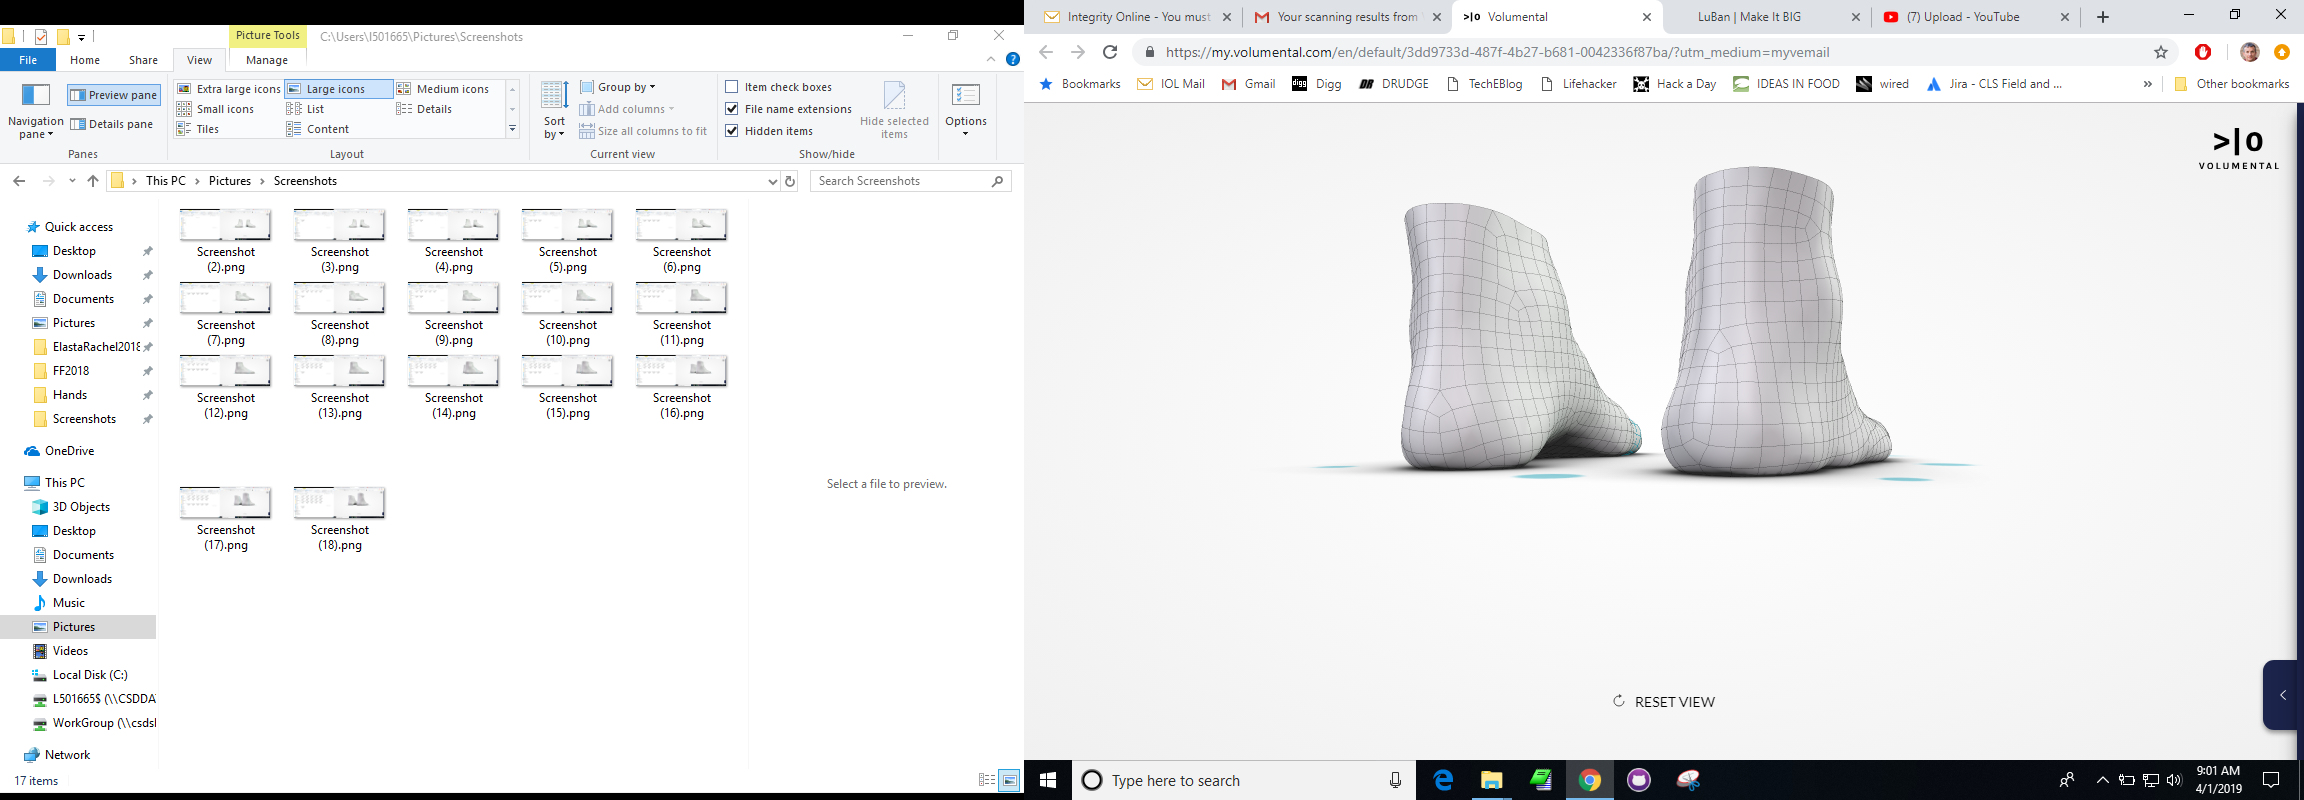 Picture Tools
C:\Users\I501665\Pictures\Screenshots
File Home Share View Manage
Navigation pane
Preview pane
Details pane
Panes
Extra large icons Large icons Medium icons
Small icons List Details
Tiles Content
Layout
Sort by
Group by
Add columns
Size all columns to fit
Current view
Item check boxes
File name extensions
Hidden items
Hide selected items
Show/hide
Options
This PC > Pictures > Screenshots
Search Screenshots
Quick access
Desktop
Downloads
Documents
Pictures
ElastaRachel2018
FF2018
Hands
Screenshots
OneDrive
This PC
3D Objects
Desktop
Documents
Downloads
Music
Pictures
Videos
Local Disk (C:)
L501665$ (\\CSDDA
WorkGroup (\\csdsl
Network
17 items
Screenshot (2).png
Screenshot (3).png
Screenshot (4).png
Screenshot (5).png
Screenshot (6).png
Screenshot (7).png
Screenshot (8).png
Screenshot (9).png
Screenshot (10).png
Screenshot (11).png
Screenshot (12).png
Screenshot (13).png
Screenshot (14).png
Screenshot (15).png
Screenshot (16).png
Screenshot (17).png
Screenshot (18).png
Select a file to preview.
Integrity Online - You must
Your scanning results from
>|o Volumental
LuBan | Make It BIG
(7) Upload - YouTube
https://my.volumental.com/en/default/3dd9733d-487f-4b27-b681-0042336f87ba/?utm_medium=myvemail
Bookmarks IOL Mail Gmail digg Digg DR DRUDGE TechEBlog Lifehacker Hack a Day IDEAS IN FOOD wired Jira - CLS Field and ... » Other bookmarks
>|o
VOLUMENTAL
RESET VIEW
Type here to search
9:01 AM
4/1/2019